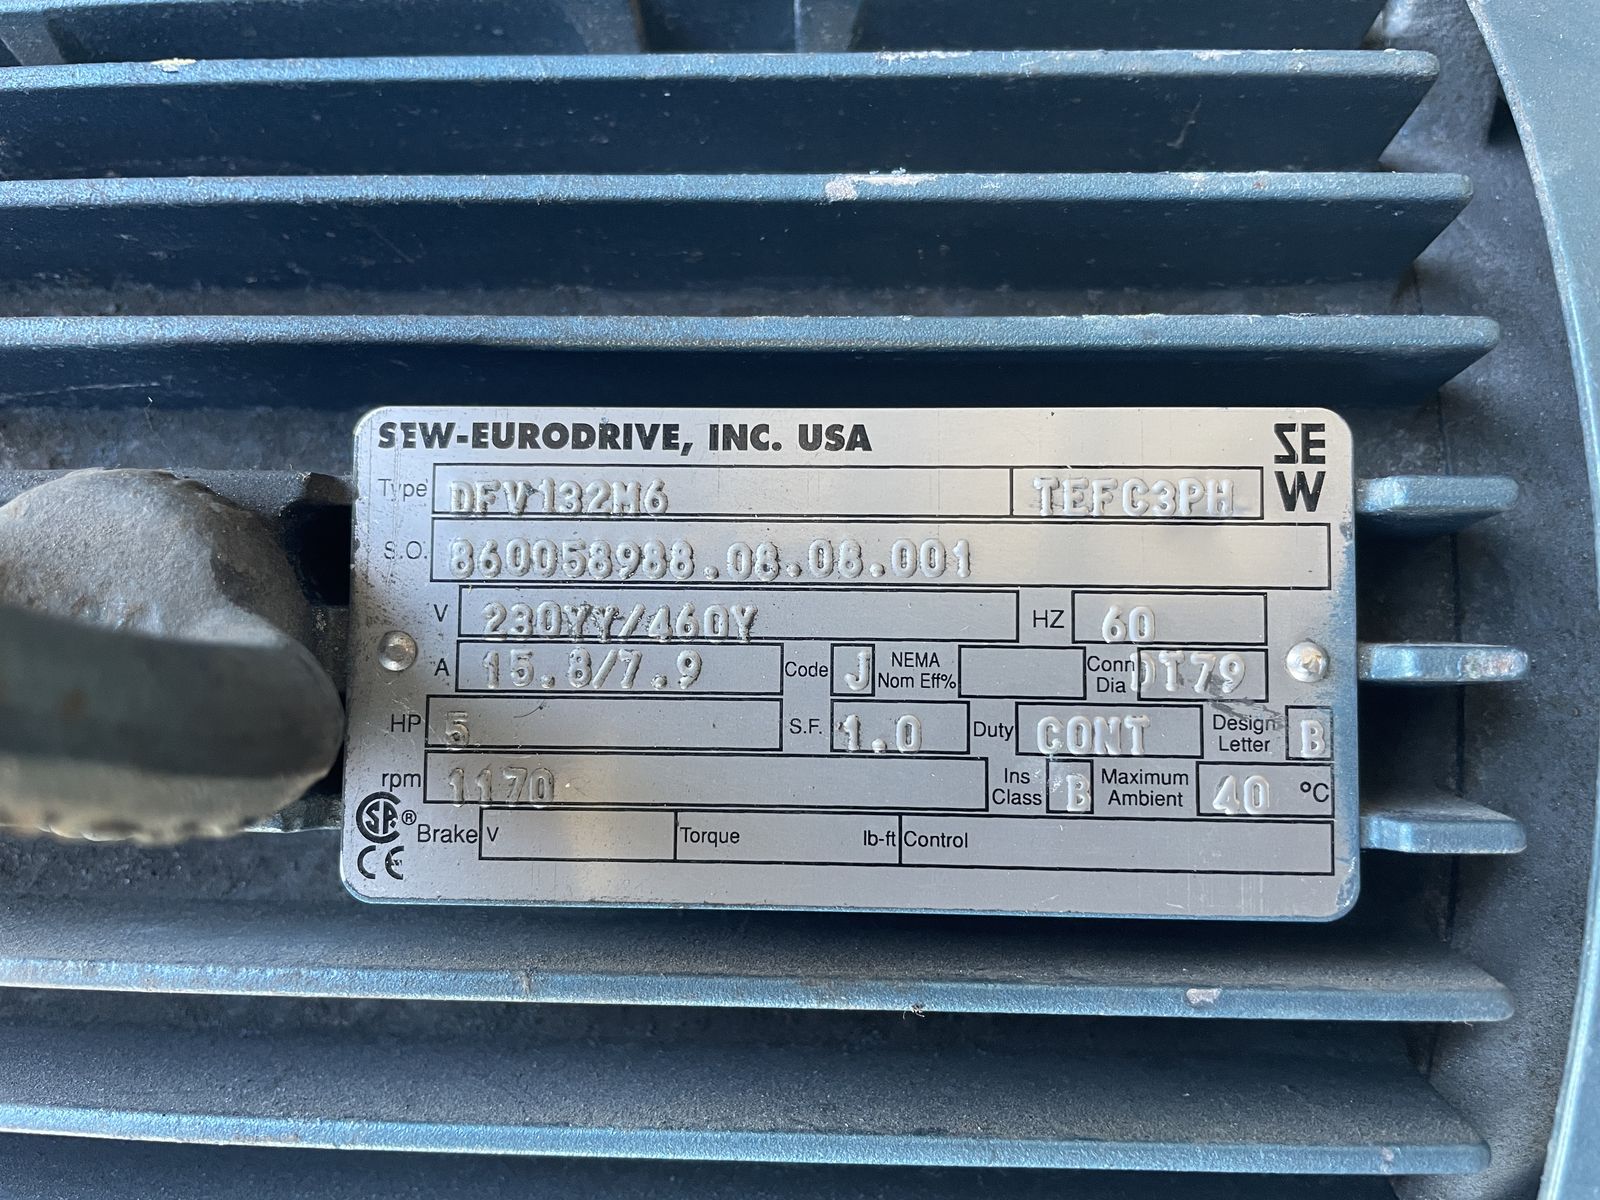 SEW-EURODRIVE, INC. USA
SE
W
Type DFV132M6 TEFC3PH
S.O. 860058988.08.08.001
V 230YY/460Y HZ 60
A 15.8/7.9 Code J NEMA Nom Eff% Conn Dia DT79
HP 5 S.F. 1.0 Duty CONT Design Letter B
rpm 1170 Ins Class B Maximum Ambient 40 °C
SP ® Brake V Torque lb-ft Control
CE